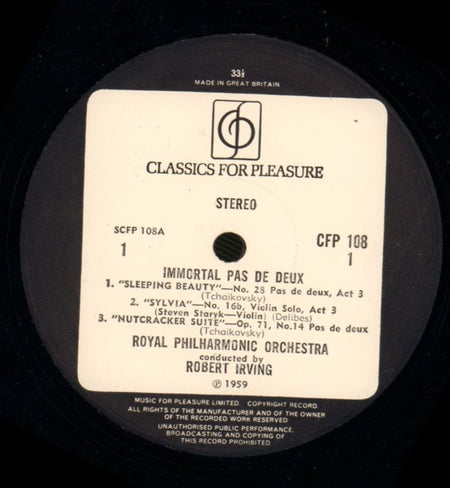 33⅓
MADE IN GREAT BRITAIN
CLASSICS FOR PLEASURE
STEREO
SCFP 108A
1
CFP 108
1
IMMORTAL PAS DE DEUX
1. "SLEEPING BEAUTY"—No. 28 Pas de deux, Act 3
(Tchaikovsky)
2. "SYLVIA"—No. 16b, Violin Solo, Act 3
(Steven Staryk—Violin) (Delibes)
3. "NUTCRACKER SUITE"—Op. 71, No.14 Pas de deux
(Tchaikovsky)
ROYAL PHILHARMONIC ORCHESTRA
conducted by
ROBERT IRVING
℗ 1959
MUSIC FOR PLEASURE LIMITED COPYRIGHT RECORD
ALL RIGHTS OF THE MANUFACTURER AND OF THE OWNER
OF THE RECORDED WORK RESERVED
UNAUTHORISED PUBLIC PERFORMANCE,
BROADCASTING AND COPYING OF
THIS RECORD PROHIBITED